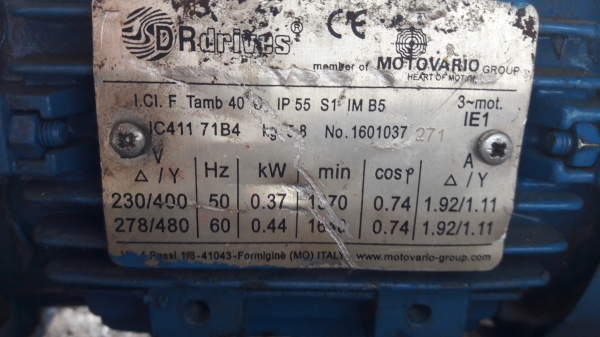 DRdrives CE
member of MOTOVARIO GROUP
HEART OF MOTION
I.Cl. F Tamb 40 IP 55 S1 IM B5 3~mot.
IE1
IC411 71B4 No. 1601037 271
V Hz kW min cosφ A
Δ / Y Δ / Y
230/400 50 0.37 0.74 1.92/1.11
278/480 60 0.44 0.74 1.92/1.11
1/8-41043-Formigine (MO) ITALY www.motovario-group.com